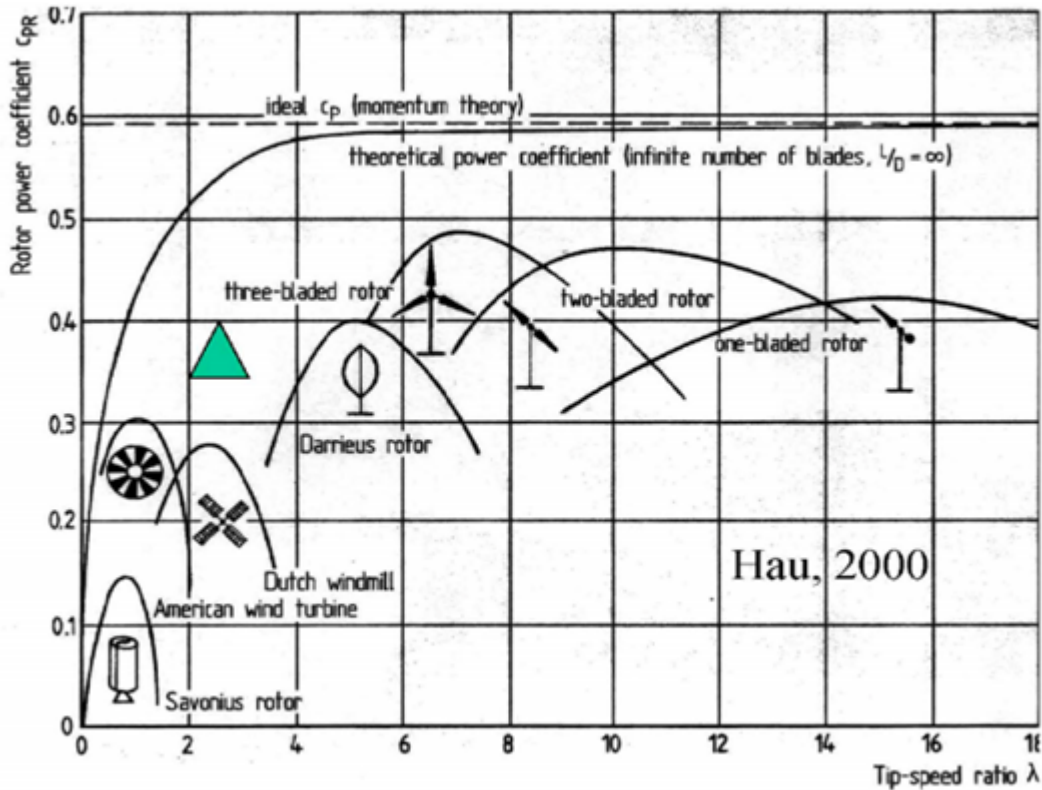 Rotor power coefficient CPR
0.7
0.6
0.5
0.4
0.3
0.2
0.1
0
ideal cp (momentum theory)
theoretical power coefficient (infinite number of blades, L/D = ∞)
three-bladed rotor
two-bladed rotor
one-bladed rotor
Darrieus rotor
Hau, 2000
Dutch windmill
American wind turbine
Savonius rotor
0 2 4 6 8 10 12 14 16 18
Tip-speed ratio λ